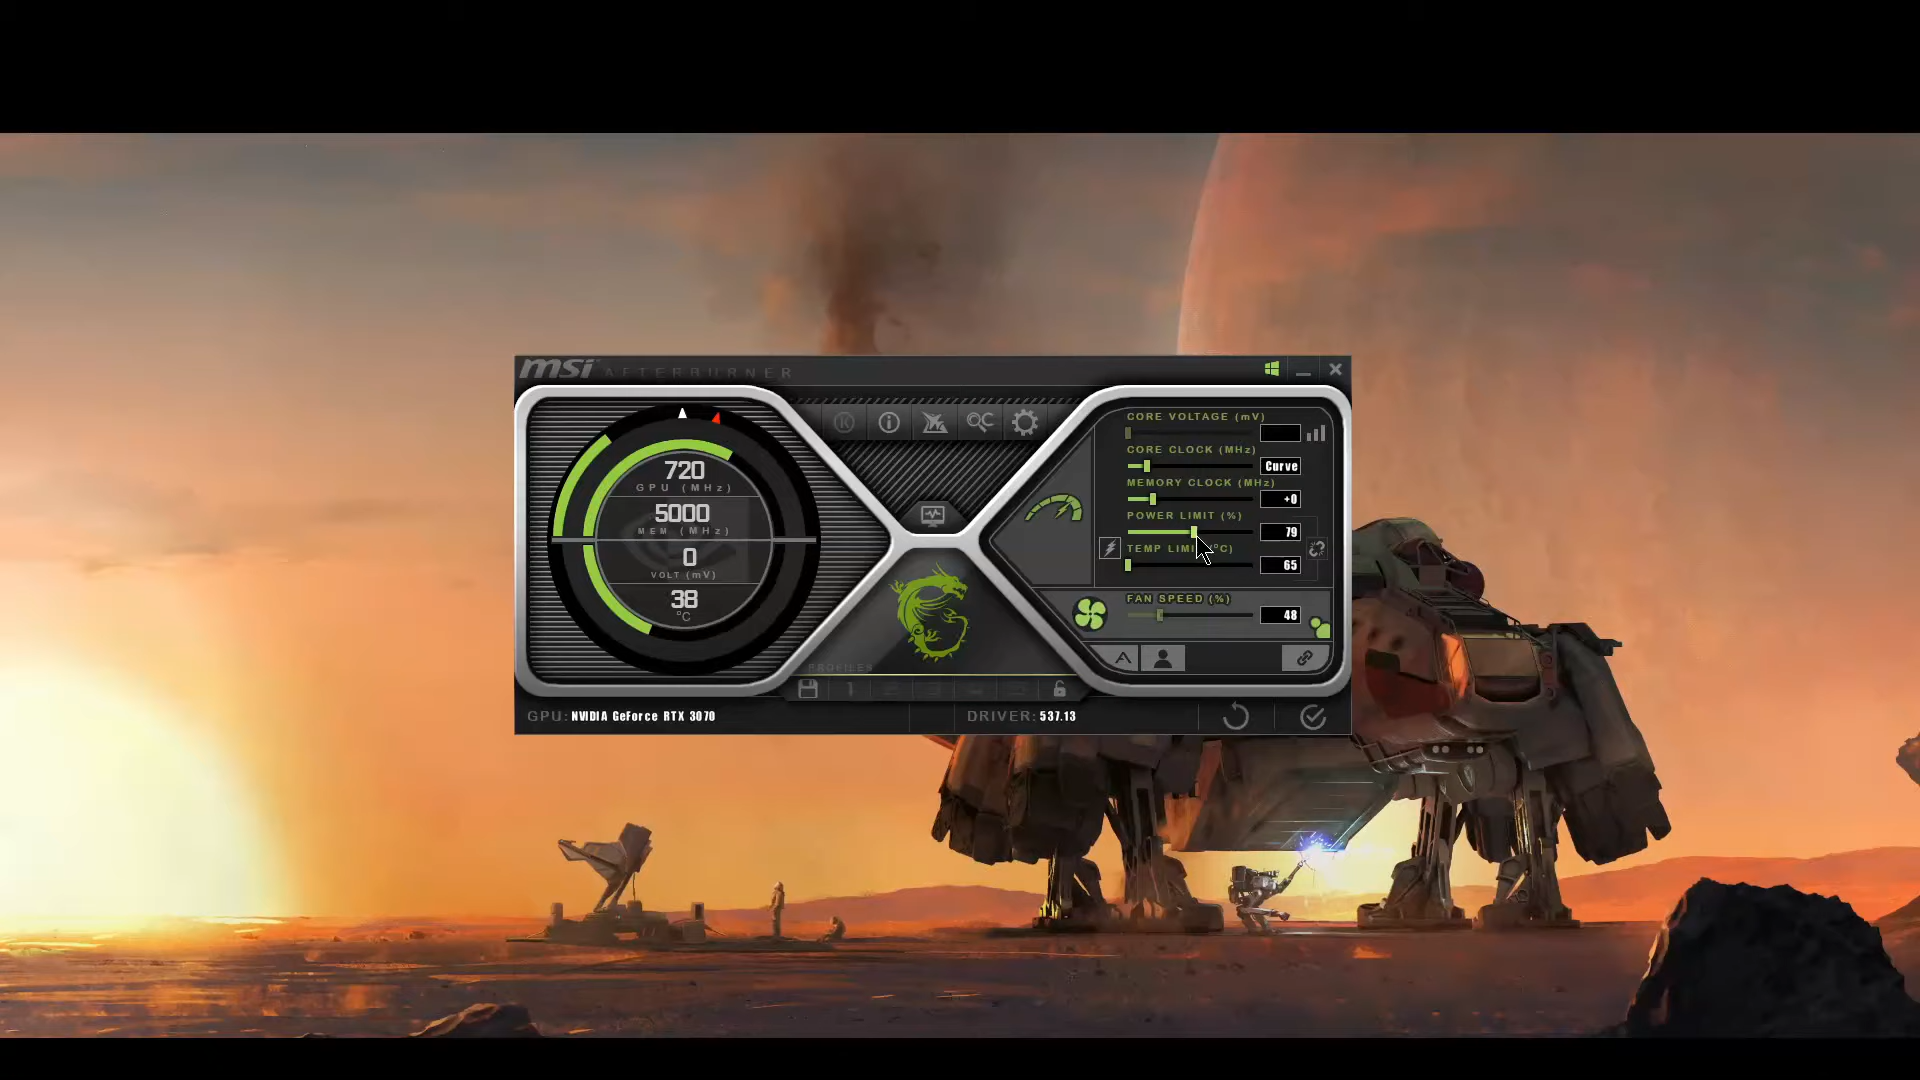 msi AFTERBURNER
CORE VOLTAGE (mV)
CORE CLOCK (MHz)
Curve
MEMORY CLOCK (MHz)
+0
POWER LIMIT (%)
79
TEMP LIMI °C)
65
FAN SPEED (%)
48
720
GPU (MHz)
5000
MEM (MHz)
0
VOLT (mV)
38
°C
PROFILES
1
GPU: NVIDIA GeForce RTX 3070
DRIVER: 537.13